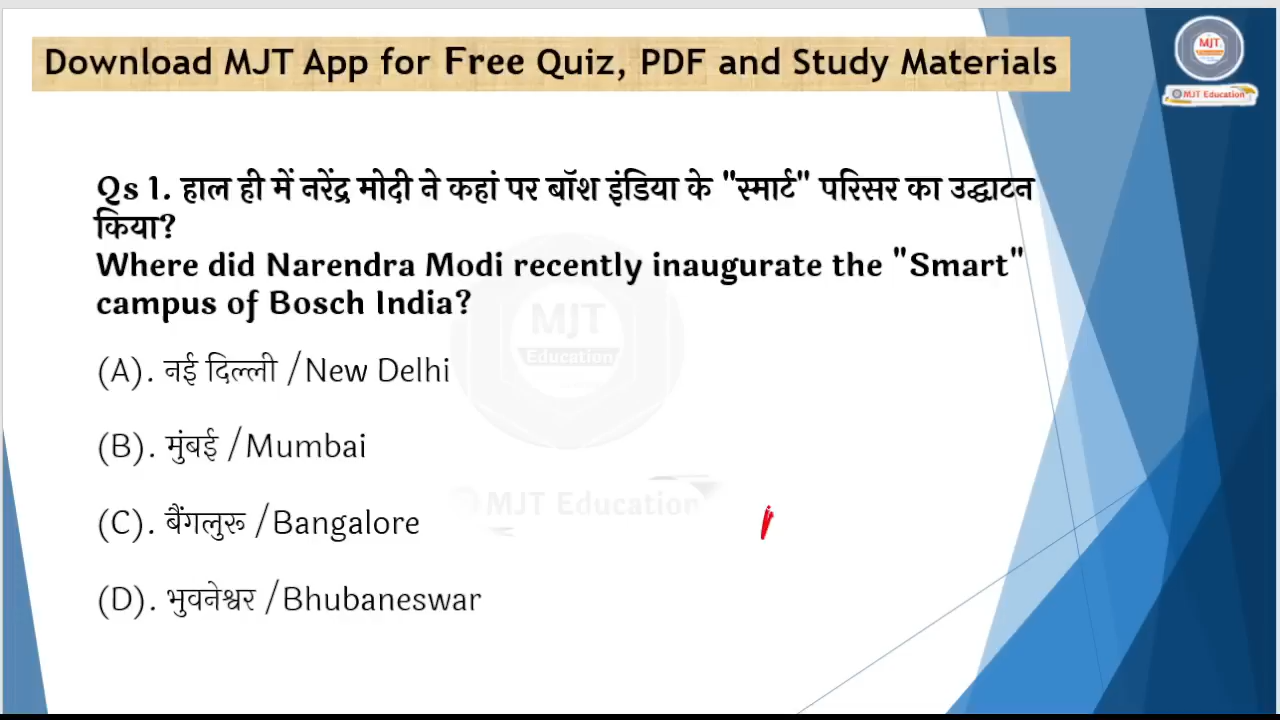 Download MJT App for Free Quiz, PDF and Study Materials
MJT
MJT Education
Qs 1. हाल ही में नरेंद्र मोदी ने कहां पर बॉश इंडिया के "स्मार्ट" परिसर का उद्घाटन
किया?
Where did Narendra Modi recently inaugurate the "Smart"
campus of Bosch India?
MJT
Education
(A). नई दिल्ली /New Delhi
(B). मुंबई /Mumbai
MJT Education
(C). बैंगलुरू /Bangalore
(D). भुवनेश्वर /Bhubaneswar